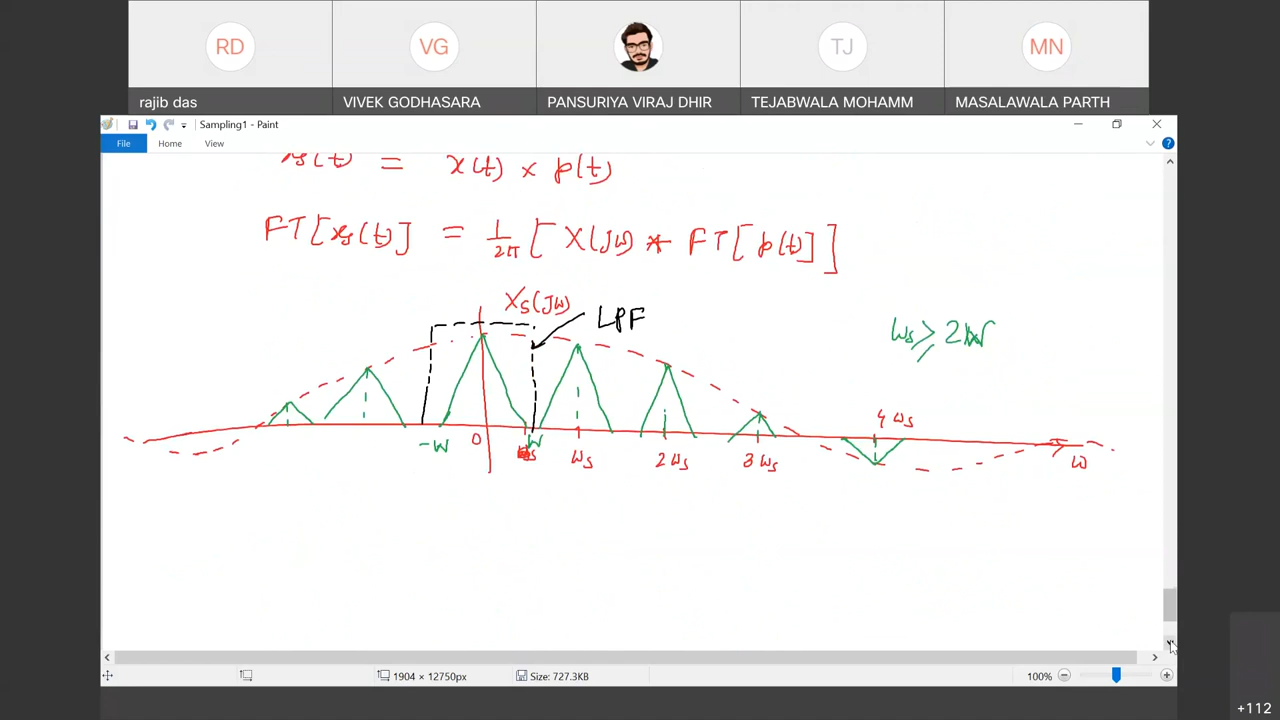 RD VG TJ MN
rajib das VIVEK GODHASARA PANSURIYA VIRAJ DHIR TEJABWALA MOHAMM MASALAWALA PARTH
Sampling1 - Paint
File Home View
xs(t) = x(t) × p(t)
FT[xs(t)] = 1/2π [ X(jω) * FT[p(t)] ]
Xs(jω)
LPF
ωs ≥ 2W
4ωs
-W 0 W ωs 2ωs 3ωs ω
1904 × 12750px Size: 727.3KB 100%
+112